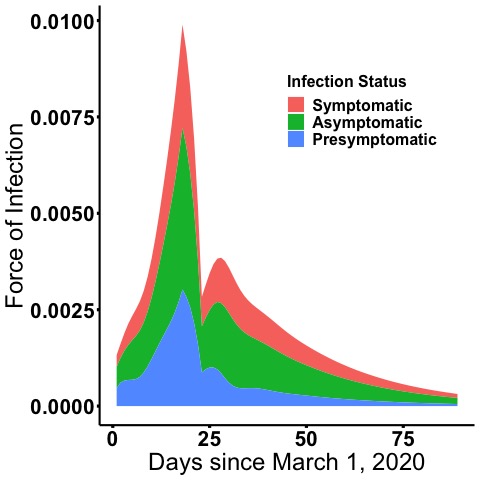 0.0100
0.0075
0.0050
0.0025
0.0000
Force of Infection
Infection Status
Symptomatic
Asymptomatic
Presymptomatic
0 25 50 75
Days since March 1, 2020